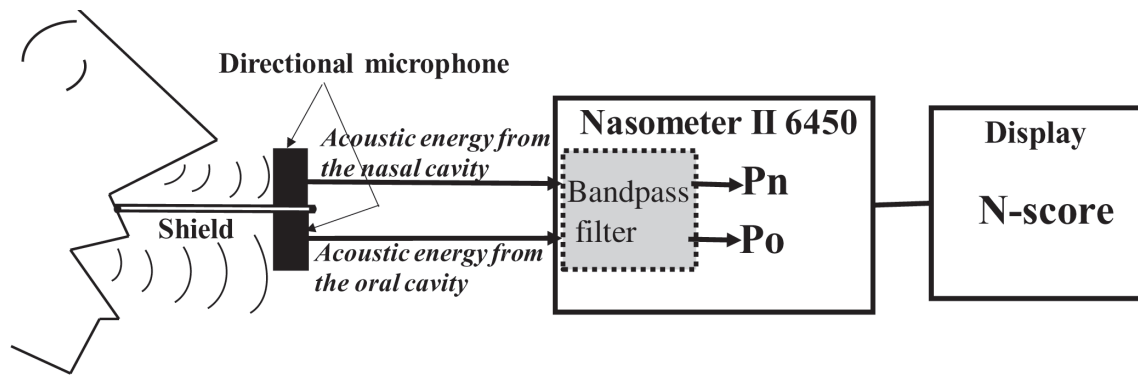 Directional microphone
Acoustic energy from
the nasal cavity
Shield
Acoustic energy from
the oral cavity
Nasometer II 6450
Bandpass
filter
Pn
Po
Display
N-score